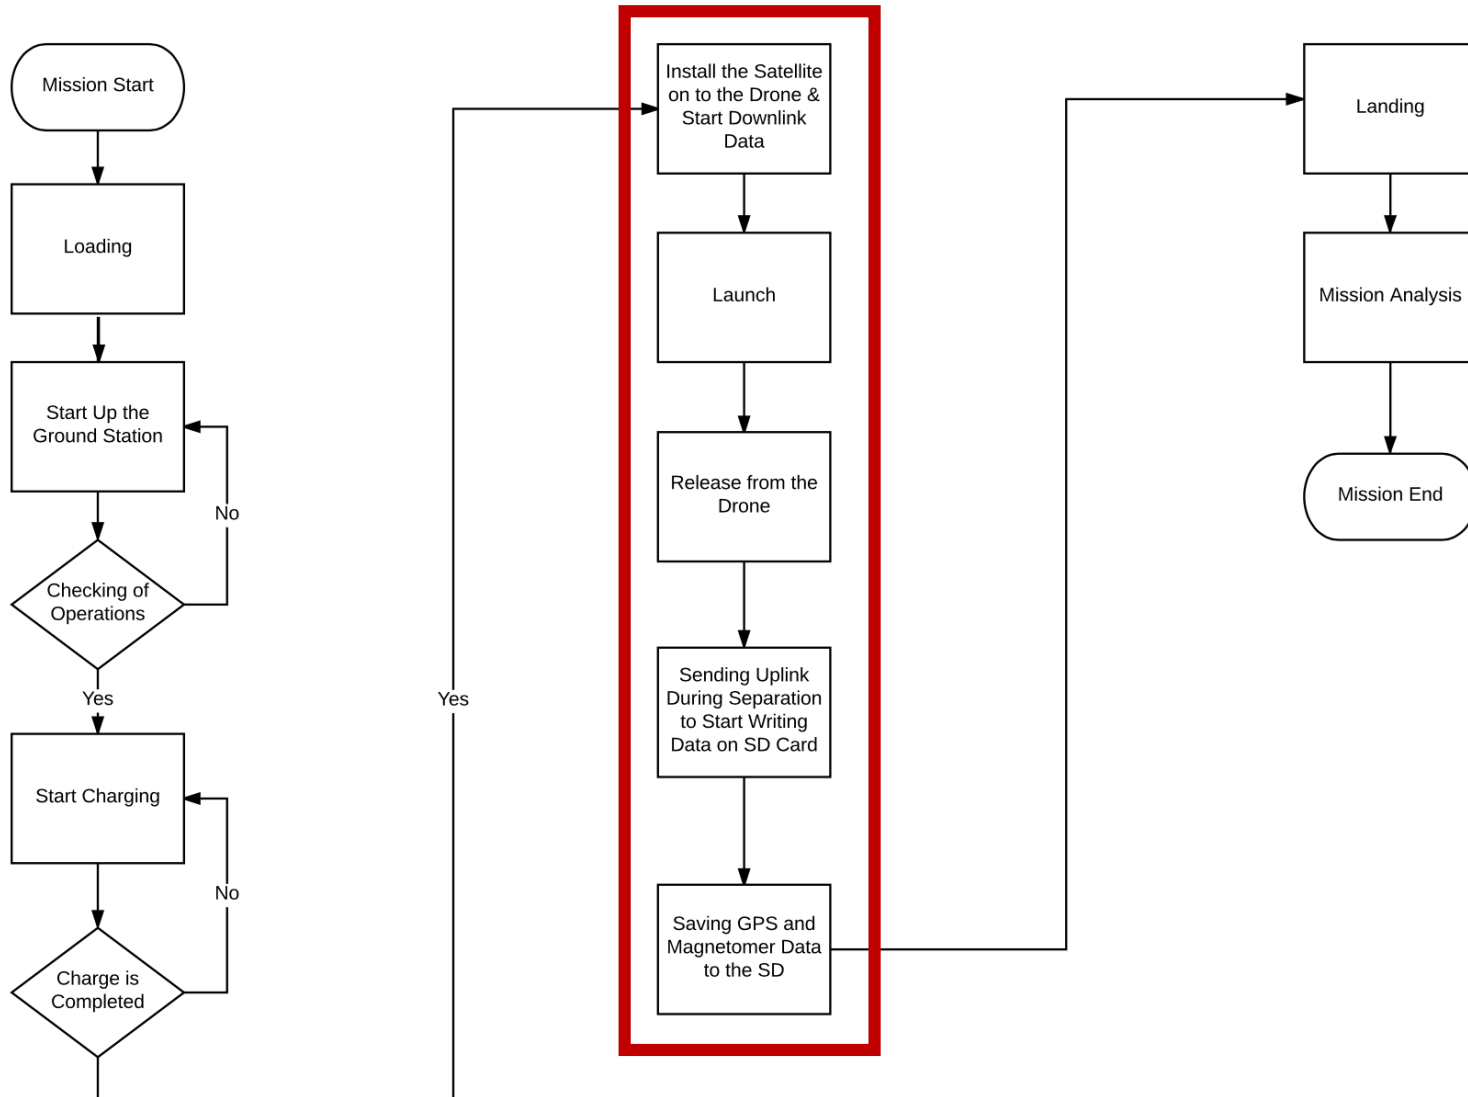 Mission Start
Loading
Start Up the
Ground Station
No
Checking of
Operations
Yes
Start Charging
No
Charge is
Completed
Yes
Install the Satellite
on to the Drone &
Start Downlink
Data
Launch
Release from the
Drone
Sending Uplink
During Separation
to Start Writing
Data on SD Card
Saving GPS and
Magnetomer Data
to the SD
Landing
Mission Analysis
Mission End